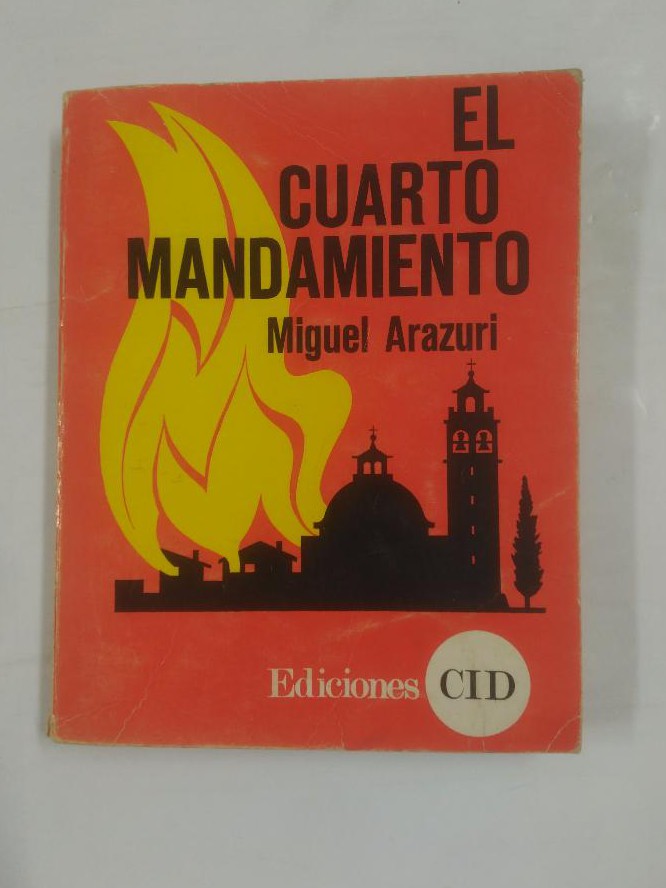 EL
CUARTO
MANDAMIENTO
Miguel Arazuri
Ediciones CID